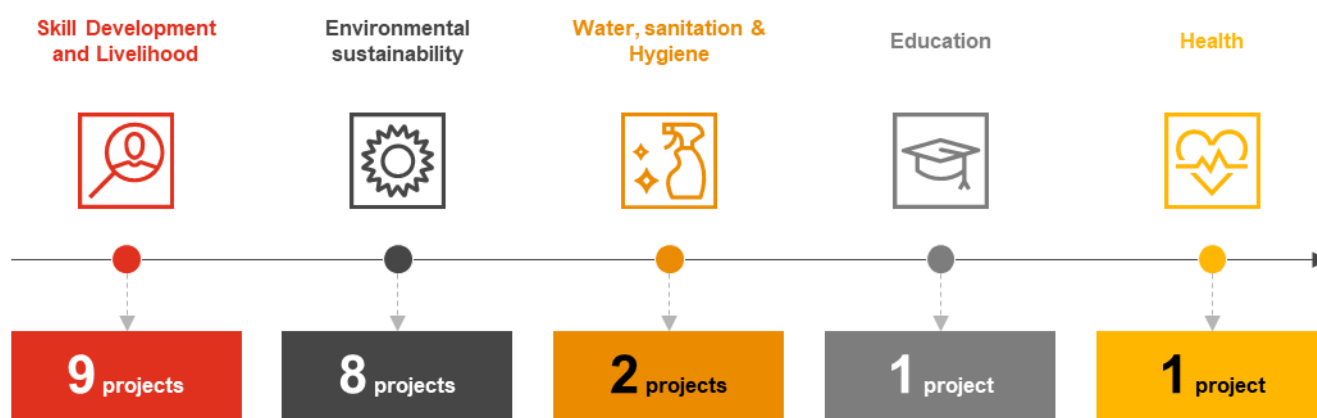 Skill Development
and Livelihood
Environmental
sustainability
Water, sanitation &
Hygiene
Education
Health
9 projects
8 projects
2 projects
1 project
1 project